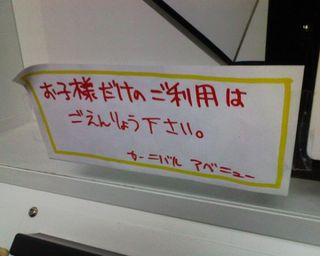 お子様だけのご利用は
ごえんりょう下さい。
カーニバル アベニュー